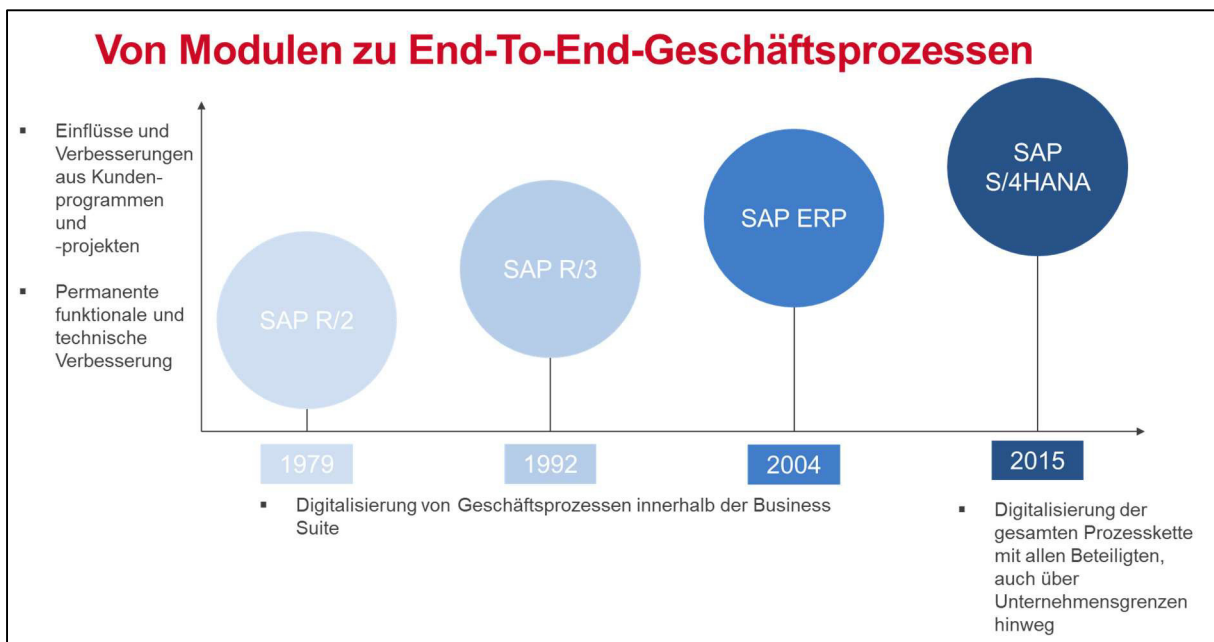 Von Modulen zu End-To-End-Geschäftsprozessen
▪ Einflüsse und
Verbesserungen
aus Kunden-
programmen
und
-projekten
▪ Permanente
funktionale und
technische
Verbesserung
SAP R/2
SAP R/3
SAP ERP
SAP
S/4HANA
1979
1992
2004
2015
▪ Digitalisierung von Geschäftsprozessen innerhalb der Business
Suite
▪ Digitalisierung der
gesamten Prozesskette
mit allen Beteiligten,
auch über
Unternehmensgrenzen
hinweg